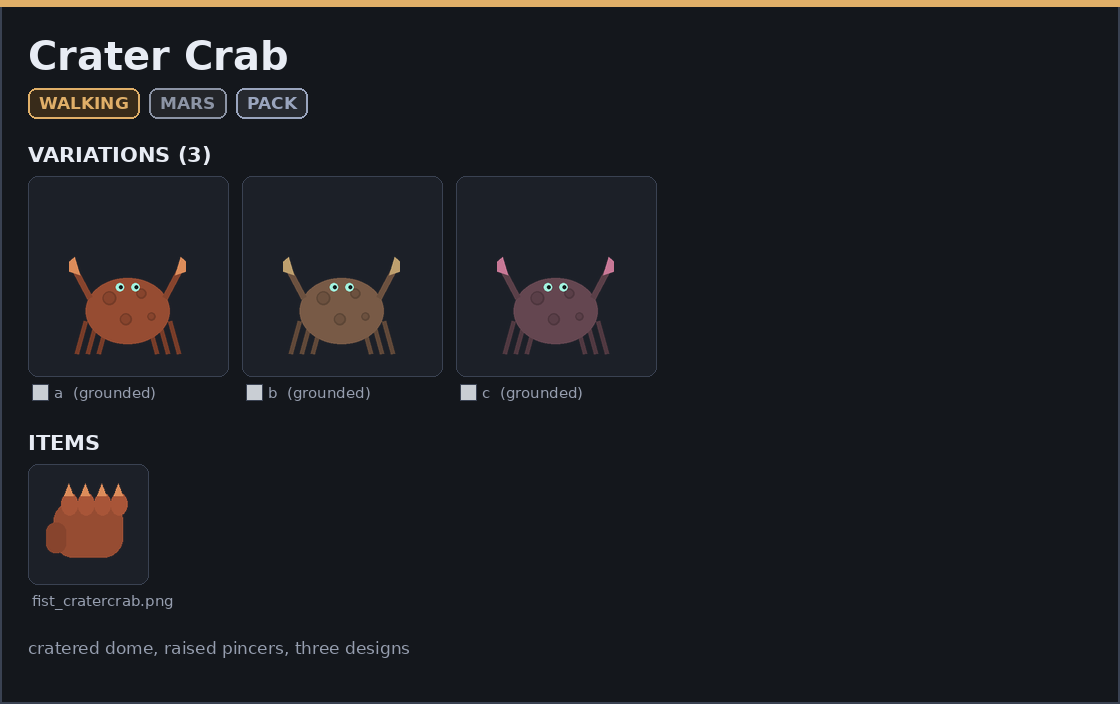 Crater Crab
WALKING MARS PACK
VARIATIONS (3)
a (grounded) b (grounded) c (grounded)
ITEMS
fist_cratercrab.png
cratered dome, raised pincers, three designs